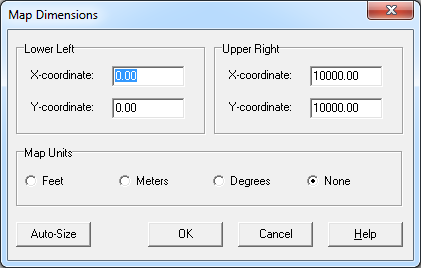 Map Dimensions
Lower Left
Upper Right
X-coordinate: 0.00
X-coordinate: 10000.00
Y-coordinate: 0.00
Y-coordinate: 10000.00
Map Units
Feet Meters Degrees None
Auto-Size OK Cancel Help